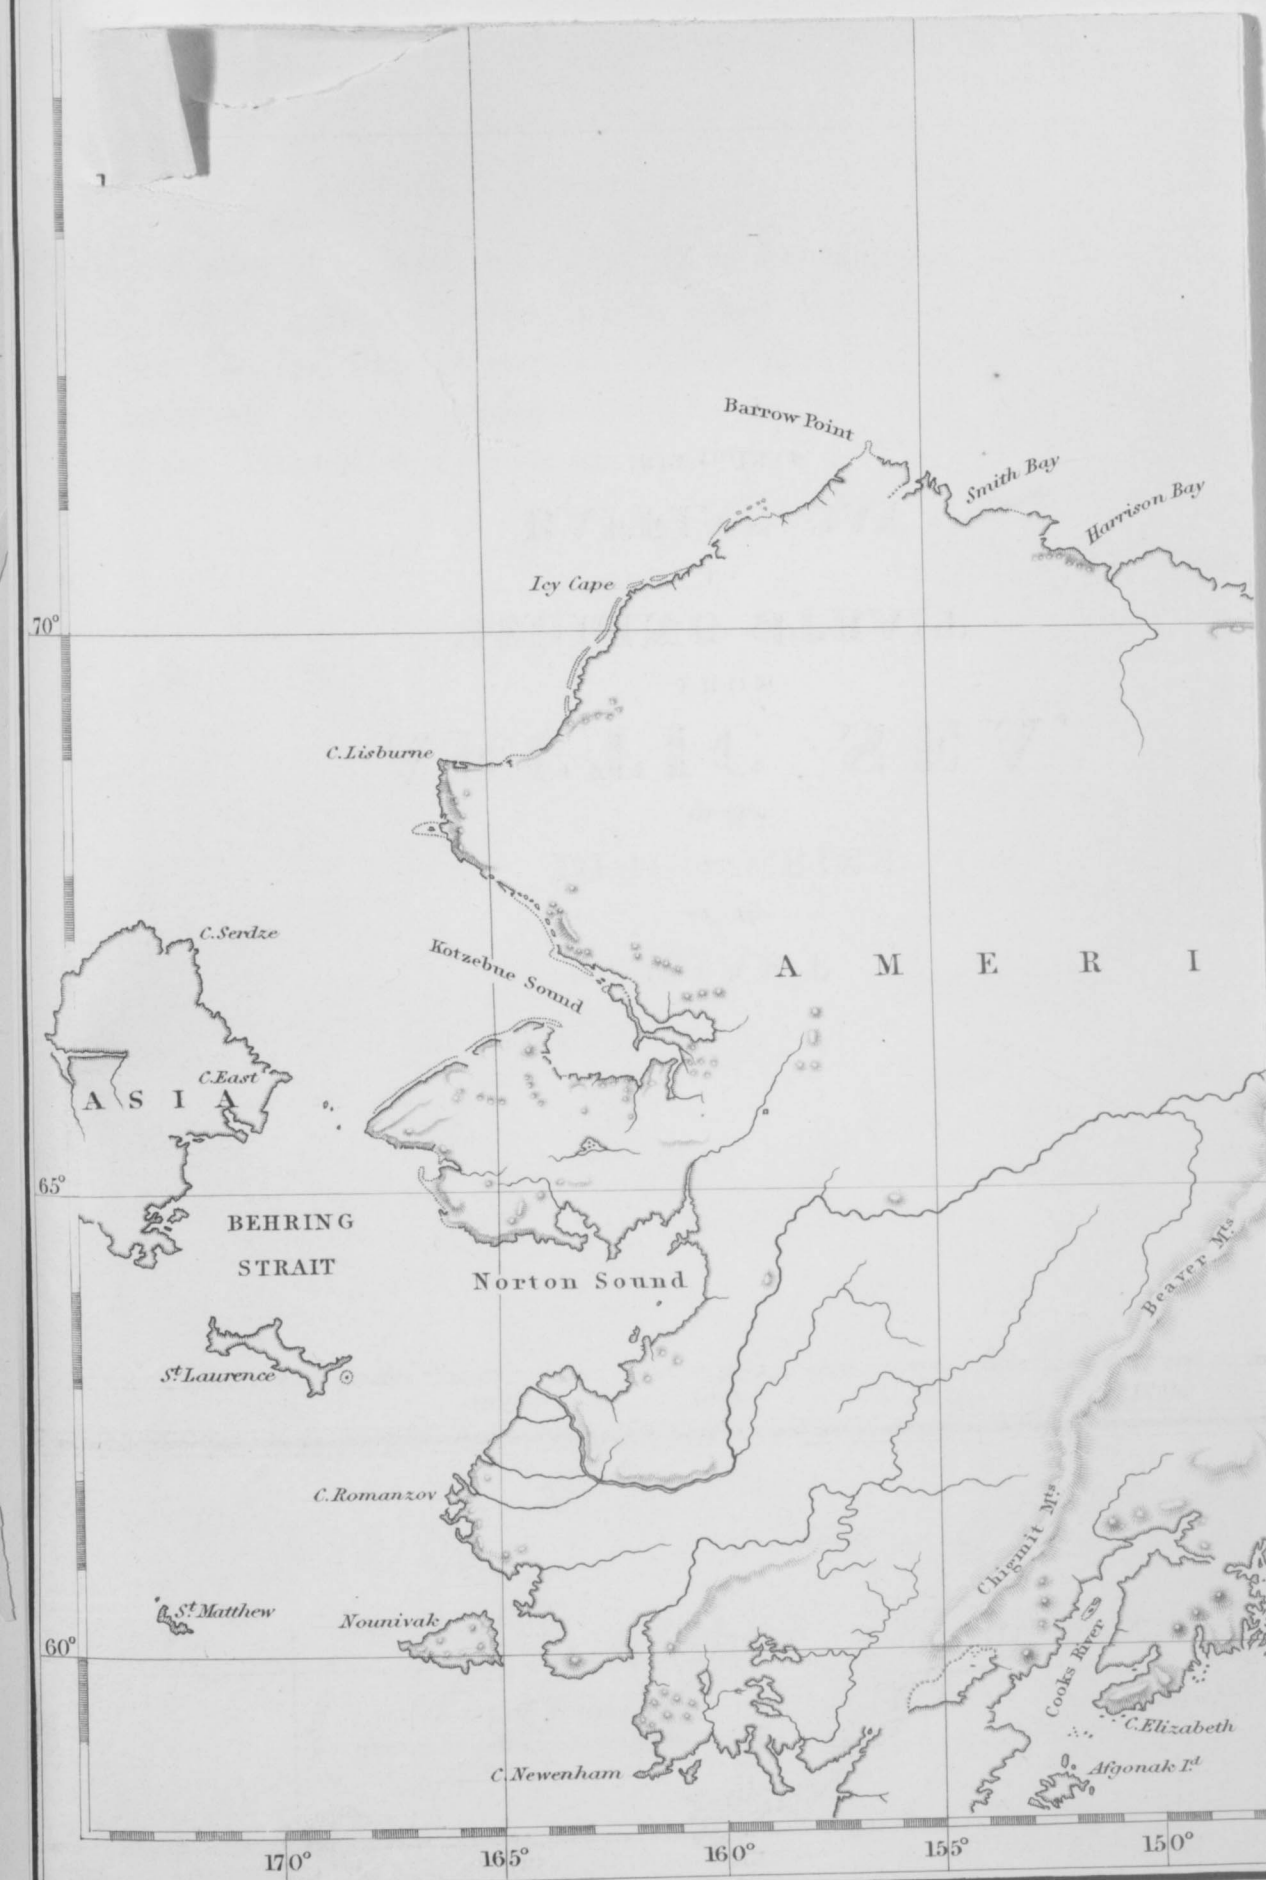 Barrow Point
Smith Bay
Harrison Bay
Icy Cape
70°
C. Lisburne
C. Serdze
Kotzebue Sound
A M E R I
C. East
A S I A
65°
BEHRING
STRAIT
Norton Sound
Beaver Mts.
St. Laurence
C. Romanzov
Chigmit Mts.
St. Matthew
Nounivak
60°
Cooks River
C. Elizabeth
C. Newenham
Afgonak Id.
170° 165° 160° 155° 150°